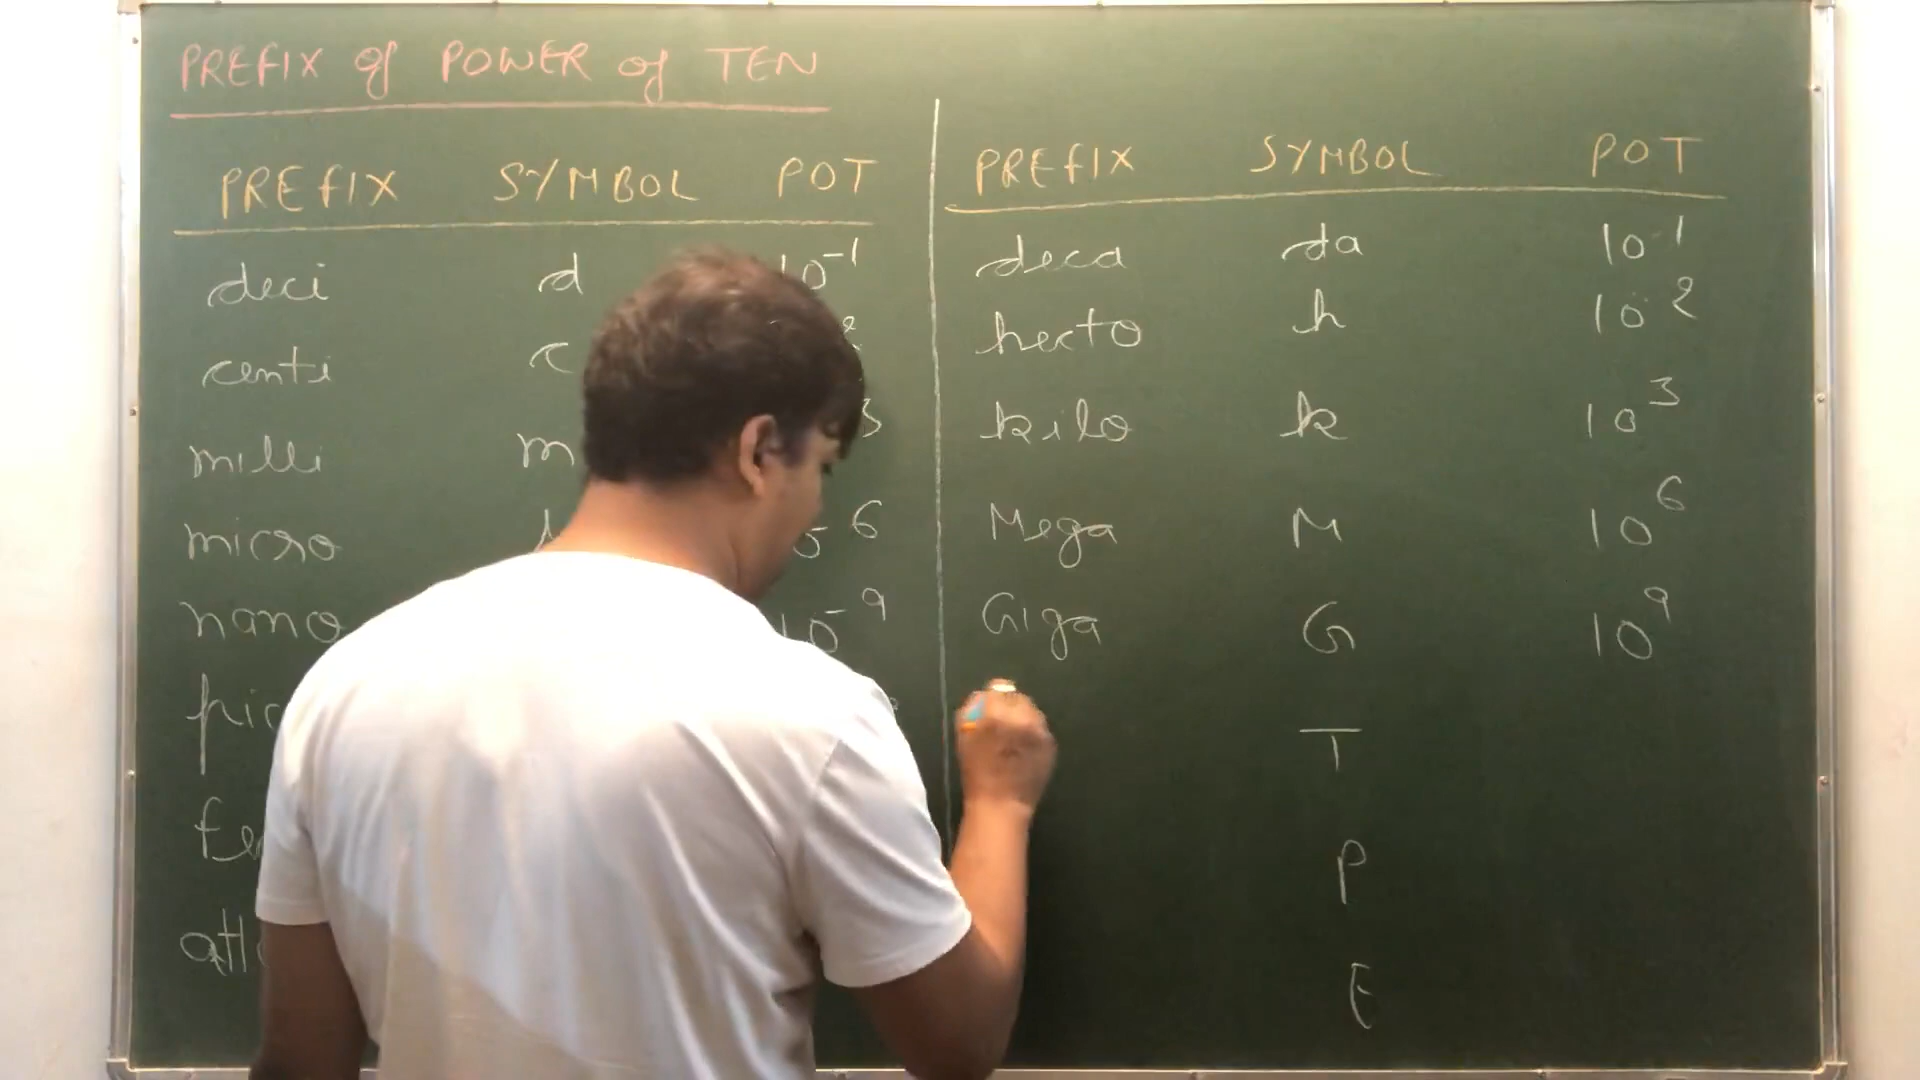 PREFIX of POWER of TEN
PREFIX SYMBOL POT
deci d 10⁻¹
centi c
milli m
micro
nano 10⁻⁹
PREFIX SYMBOL POT
deca da 10¹
hecto h 10²
kilo k 10³
Mega M 10⁶
Giga G 10⁹
T
P
E